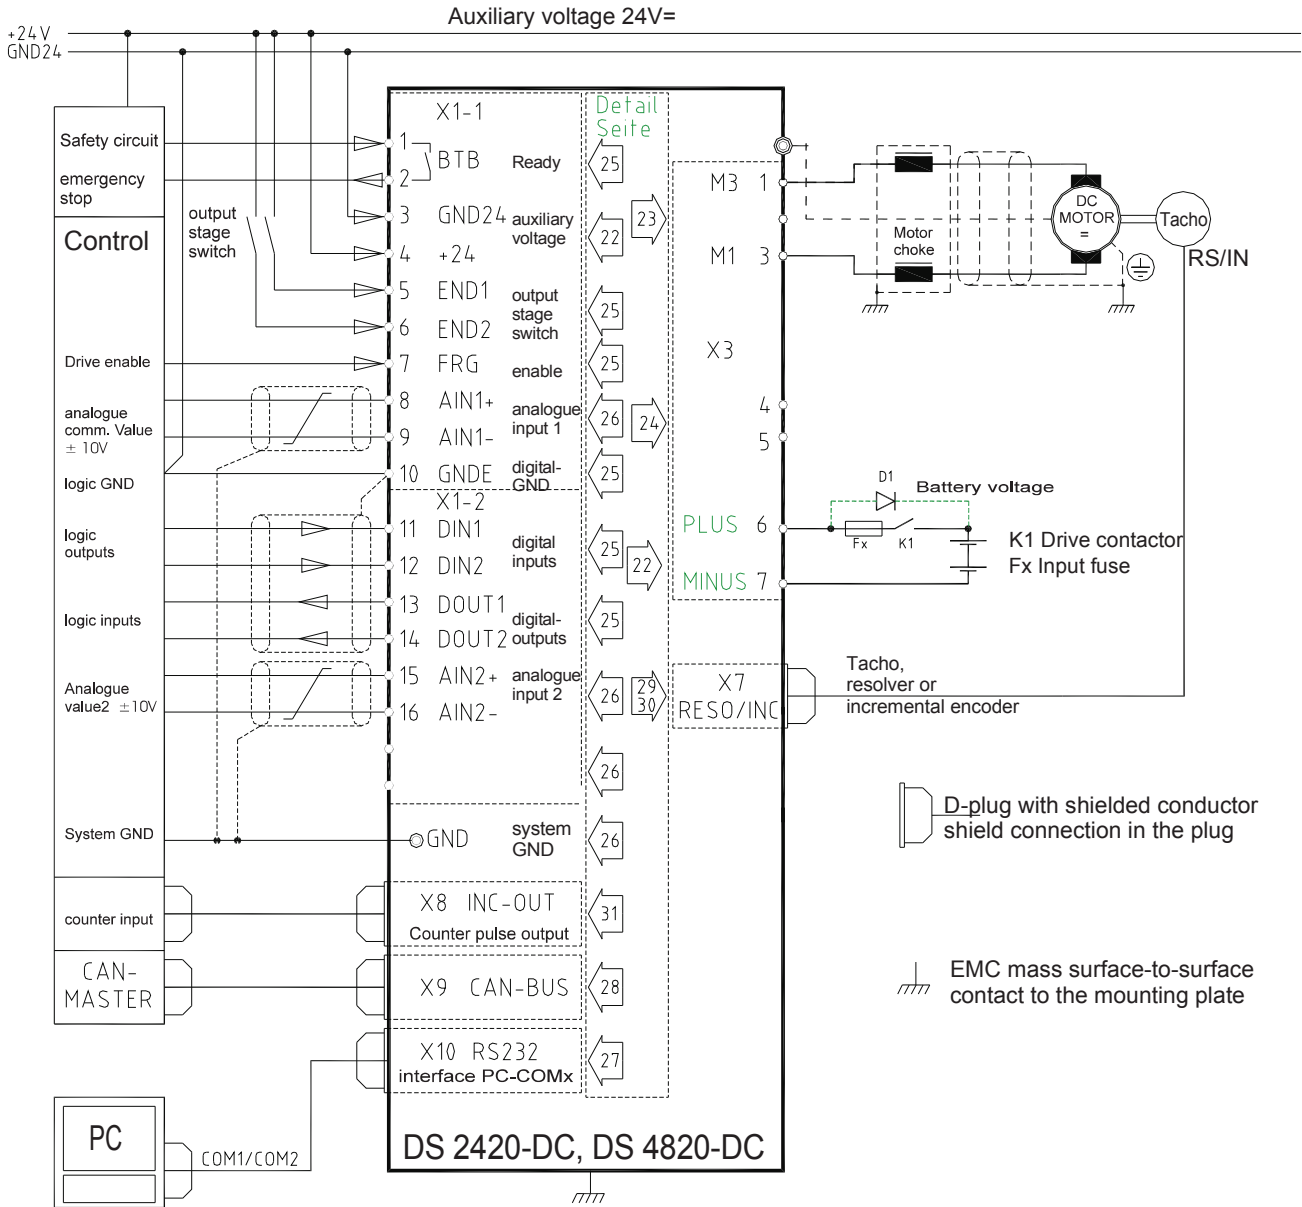 Auxiliary voltage 24V=
+24V
GND24
Safety circuit
emergency
stop
Control
output
stage
switch
Drive enable
analogue
comm. Value
± 10V
logic GND
logic
outputs
logic inputs
Analogue
value2 ±10V
System GND
counter input
CAN-
MASTER
PC
COM1/COM2
X1-1
1
BTB
Ready
2
3 GND24
auxiliary
voltage
4 +24
5 END1
output
stage
switch
6 END2
7 FRG
enable
8 AIN1+
analogue
input 1
9 AIN1-
10 GNDE
digital-
GND
X1-2
11 DIN1
digital
inputs
12 DIN2
13 DOUT1
digital-
outputs
14 DOUT2
15 AIN2+
analogue
input 2
16 AIN2-
GND
system
GND
X8 INC-OUT
Counter pulse output
X9 CAN-BUS
X10 RS232
interface PC-COMx
DS 2420-DC, DS 4820-DC
Detail
Seite
25
23
22
25
25
26
24
25
25
22
25
26
29
30
26
26
31
28
27
M3 1
M1 3
X3
4
5
PLUS 6
MINUS 7
X7
RESO/INC
Motor
choke
DC
MOTOR
=
Tacho
RS/IN
D1
Battery voltage
Fx
K1
K1 Drive contactor
Fx Input fuse
Tacho,
resolver or
incremental encoder
D-plug with shielded conductor
shield connection in the plug
EMC mass surface-to-surface
contact to the mounting plate